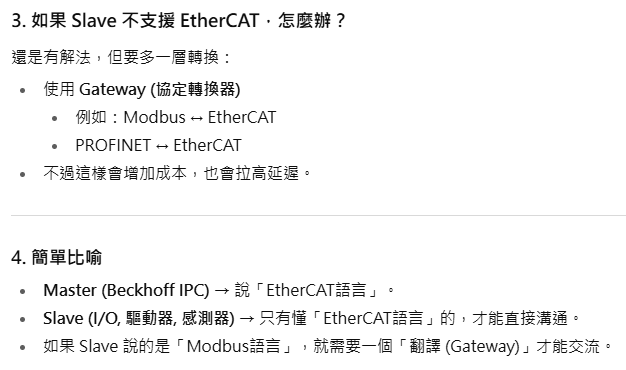 3. 如果 Slave 不支援 EtherCAT，怎麼辦？
還是有解法，但要多一層轉換：
• 使用 Gateway (協定轉換器)
• 例如：Modbus ↔ EtherCAT
• PROFINET ↔ EtherCAT
• 不過這樣會增加成本，也會拉高延遲。
4. 簡單比喻
• Master (Beckhoff IPC) → 說「EtherCAT語言」。
• Slave (I/O, 驅動器, 感測器) → 只有懂「EtherCAT語言」的，才能直接溝通。
• 如果 Slave 說的是「Modbus語言」，就需要一個「翻譯 (Gateway)」才能交流。